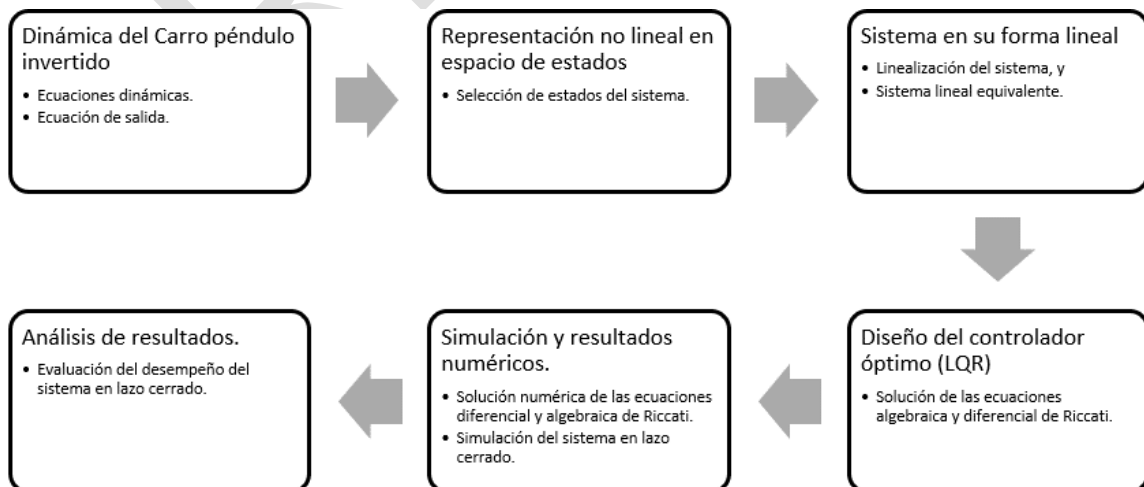 Dinámica del Carro péndulo
invertido
• Ecuaciones dinámicas.
• Ecuación de salida.
Representación no lineal en
espacio de estados
• Selección de estados del sistema.
Sistema en su forma lineal
• Linealización del sistema, y
• Sistema lineal equivalente.
Diseño del controlador
óptimo (LQR)
• Solución de las ecuaciones
algebraica y diferencial de Riccati.
Simulación y resultados
numéricos.
• Solución numérica de las ecuaciones
diferencial y algebraica de Riccati.
• Simulación del sistema en lazo
cerrado.
Análisis de resultados.
• Evaluación del desempeño del
sistema en lazo cerrado.